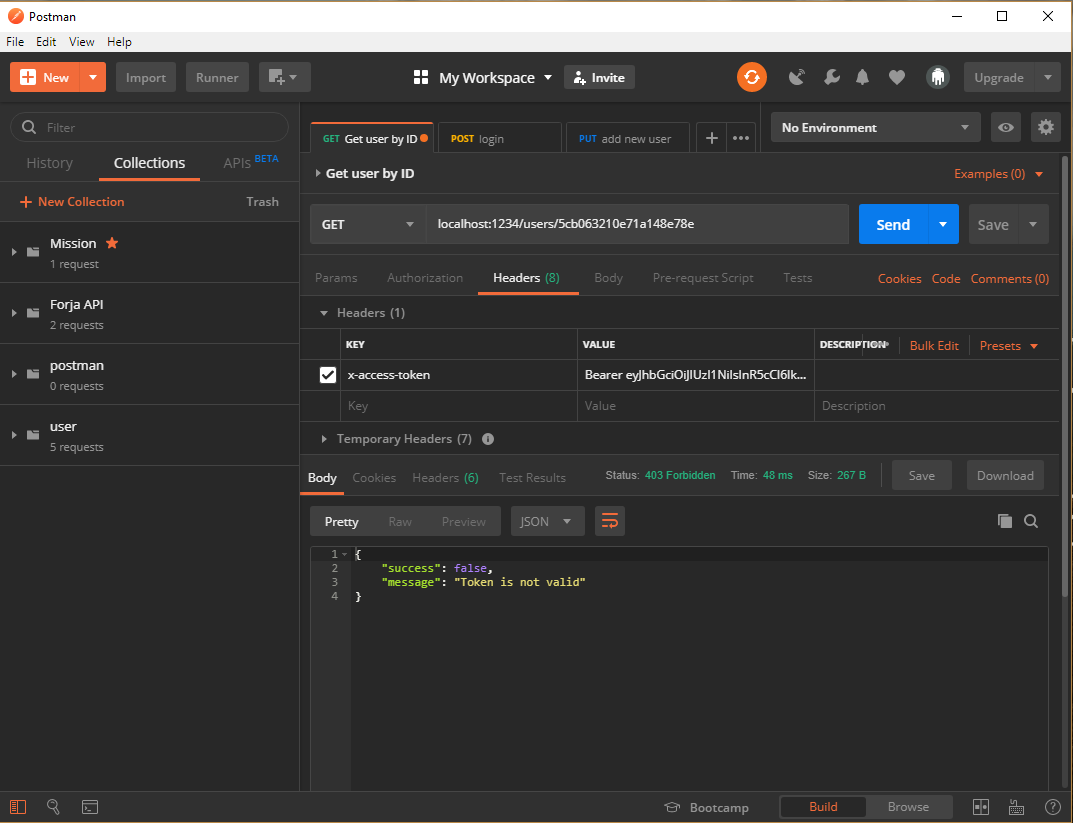 Postman
File Edit View Help
New Import Runner My Workspace Invite Upgrade
Filter
History Collections APIs BETA
New Collection Trash
Mission
1 request
Forja API
2 requests
postman
0 requests
user
5 requests
GET Get user by ID POST login PUT add new user No Environment
Get user by ID Examples (0)
GET localhost:1234/users/5cb063210e71a148e78e Send Save
Params Authorization Headers (8) Body Pre-request Script Tests Cookies Code Comments (0)
Headers (1)
KEY VALUE DESCRIPTION Bulk Edit Presets
x-access-token Bearer eyJhbGciOiJIUzI1NiIsInR5cCI6Ik...
Key Value Description
Temporary Headers (7)
Body Cookies Headers (6) Test Results Status: 403 Forbidden Time: 48 ms Size: 267 B Save Download
Pretty Raw Preview JSON
1 {
2 "success": false,
3 "message": "Token is not valid"
4 }
Bootcamp Build Browse